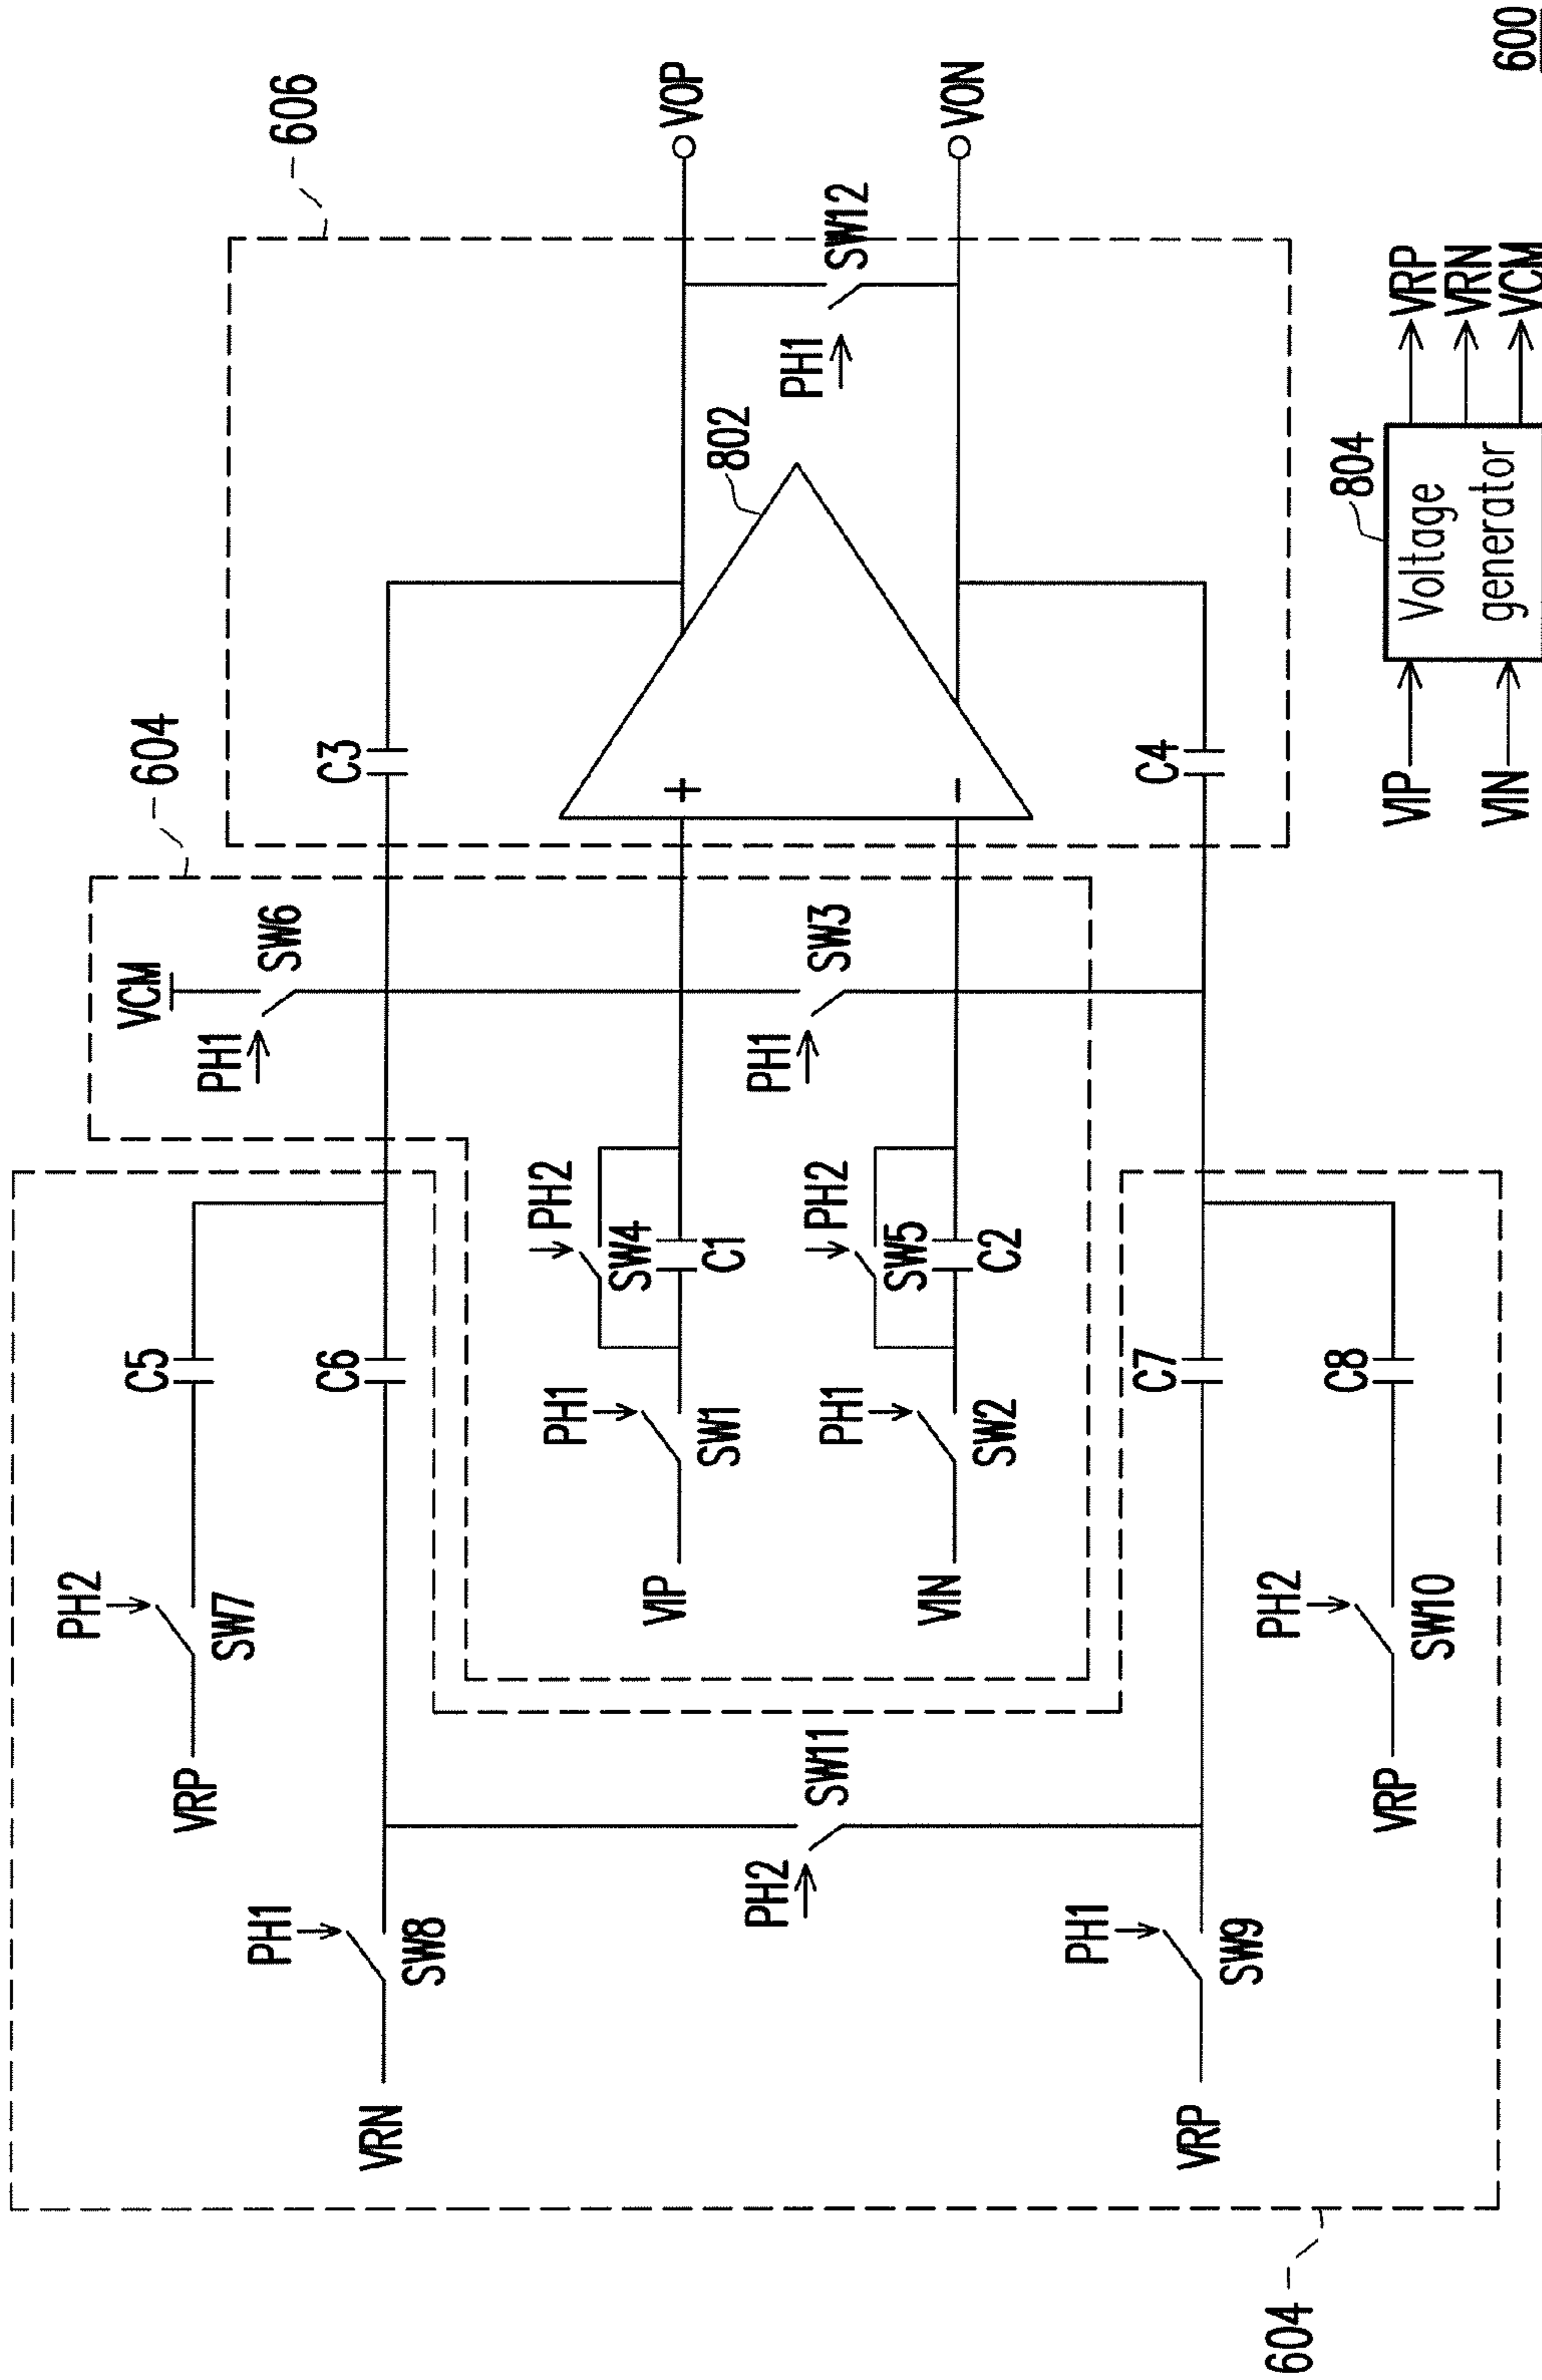 606
604
VCM
SW6
PH1
C3
VOP
802
SW12
PH1
VON
C4
SW3
PH1
PH2
SW7
VRP
C5
C6
PH1
SW8
VRN
PH2
SW4
C1
PH1
SW1
VIP
PH2
SW5
C2
PH1
SW2
VIN
SW11
PH2
C7
C8
PH1
SW9
VRP
PH2
SW10
VRP
604
804
Voltage
generator
VIP
VIN
VRP
VRN
VCM
600